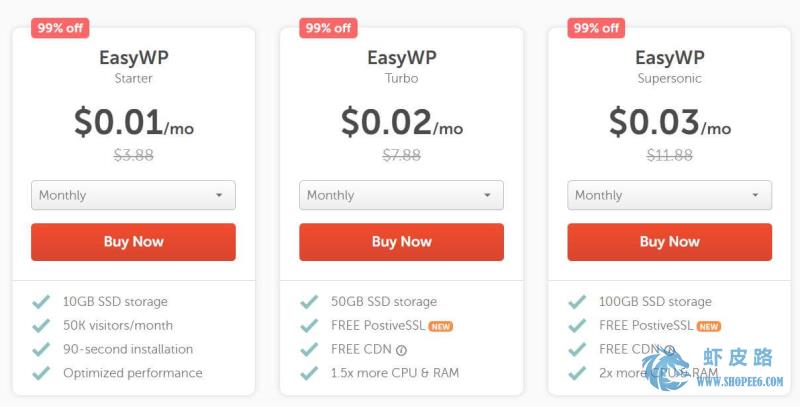 99% off
EasyWP
Starter
$0.01/mo
$3.88
Monthly
Buy Now
10GB SSD storage
50K visitors/month
90-second installation
Optimized performance
99% off
EasyWP
Turbo
$0.02/mo
$7.88
Monthly
Buy Now
50GB SSD storage
FREE PostiveSSL NEW
FREE CDN
1.5x more CPU & RAM
99% off
EasyWP
Supersonic
$0.03/mo
$11.88
Monthly
Buy Now
100GB SSD storage
FREE PostiveSSL NEW
FREE CDN
2x more CPU & RAM
虾皮路
WWW.SHOPEE6.COM